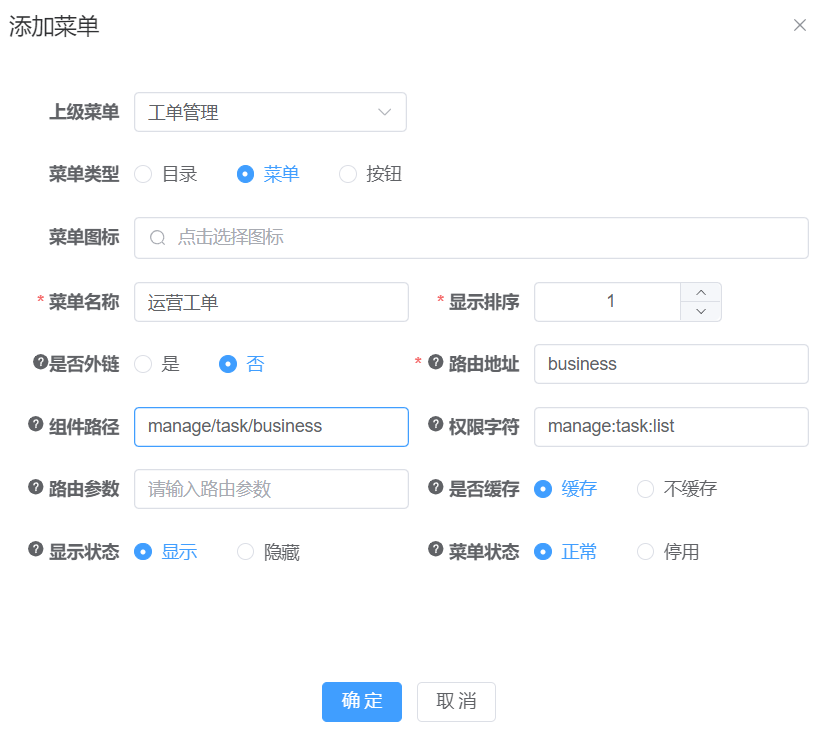 添加菜单
上级菜单 工单管理
菜单类型 目录 菜单 按钮
菜单图标 点击选择图标
* 菜单名称 运营工单 * 显示排序 1
? 是否外链 是 否 * ? 路由地址 business
? 组件路径 manage/task/business ? 权限字符 manage:task:list
? 路由参数 请输入路由参数 ? 是否缓存 缓存 不缓存
? 显示状态 显示 隐藏 ? 菜单状态 正常 停用
确定 取消